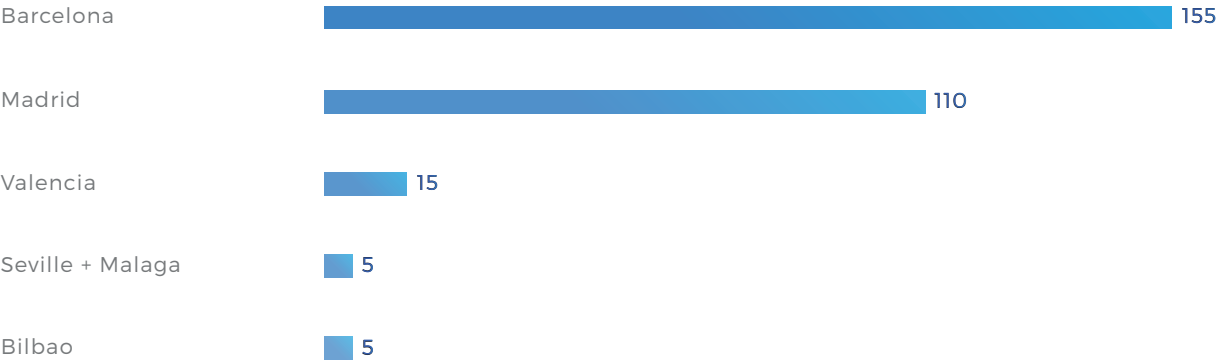 Barcelona 155
Madrid 110
Valencia 15
Seville + Malaga 5
Bilbao 5